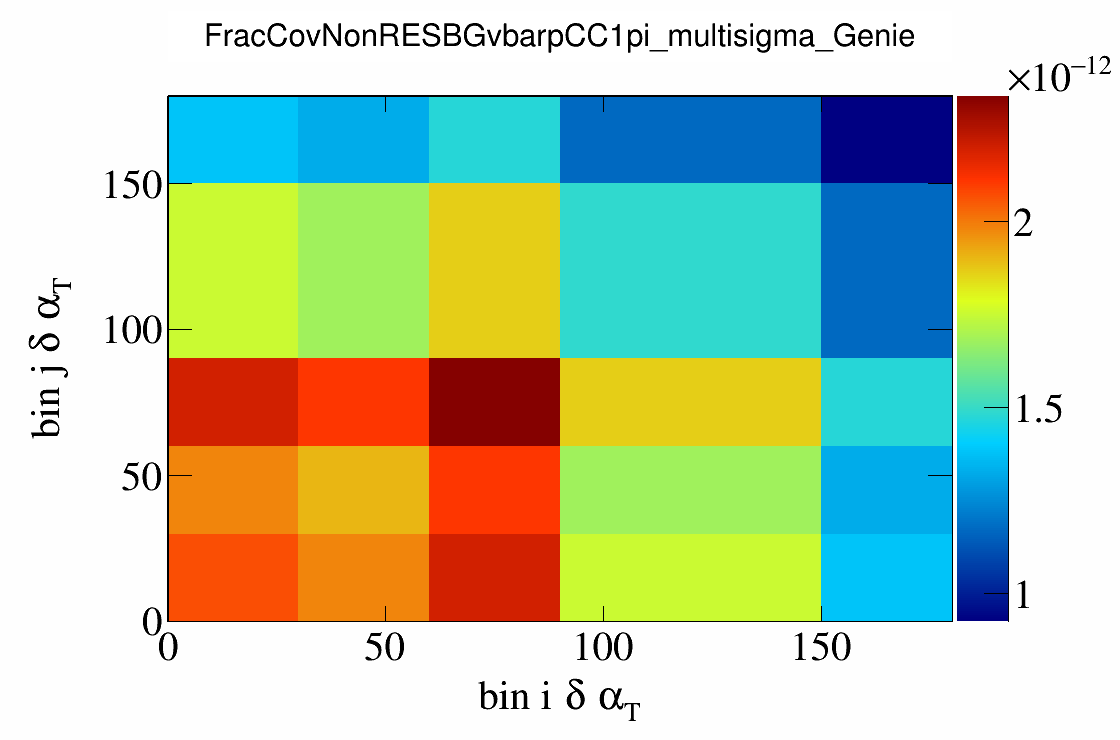 FracCovNonRESBGvbarpCC1pi_multisigma_Genie
×10⁻¹²
150
100
50
0
2
1.5
1
0 50 100 150
bin j δ α_T
bin i δ α_T